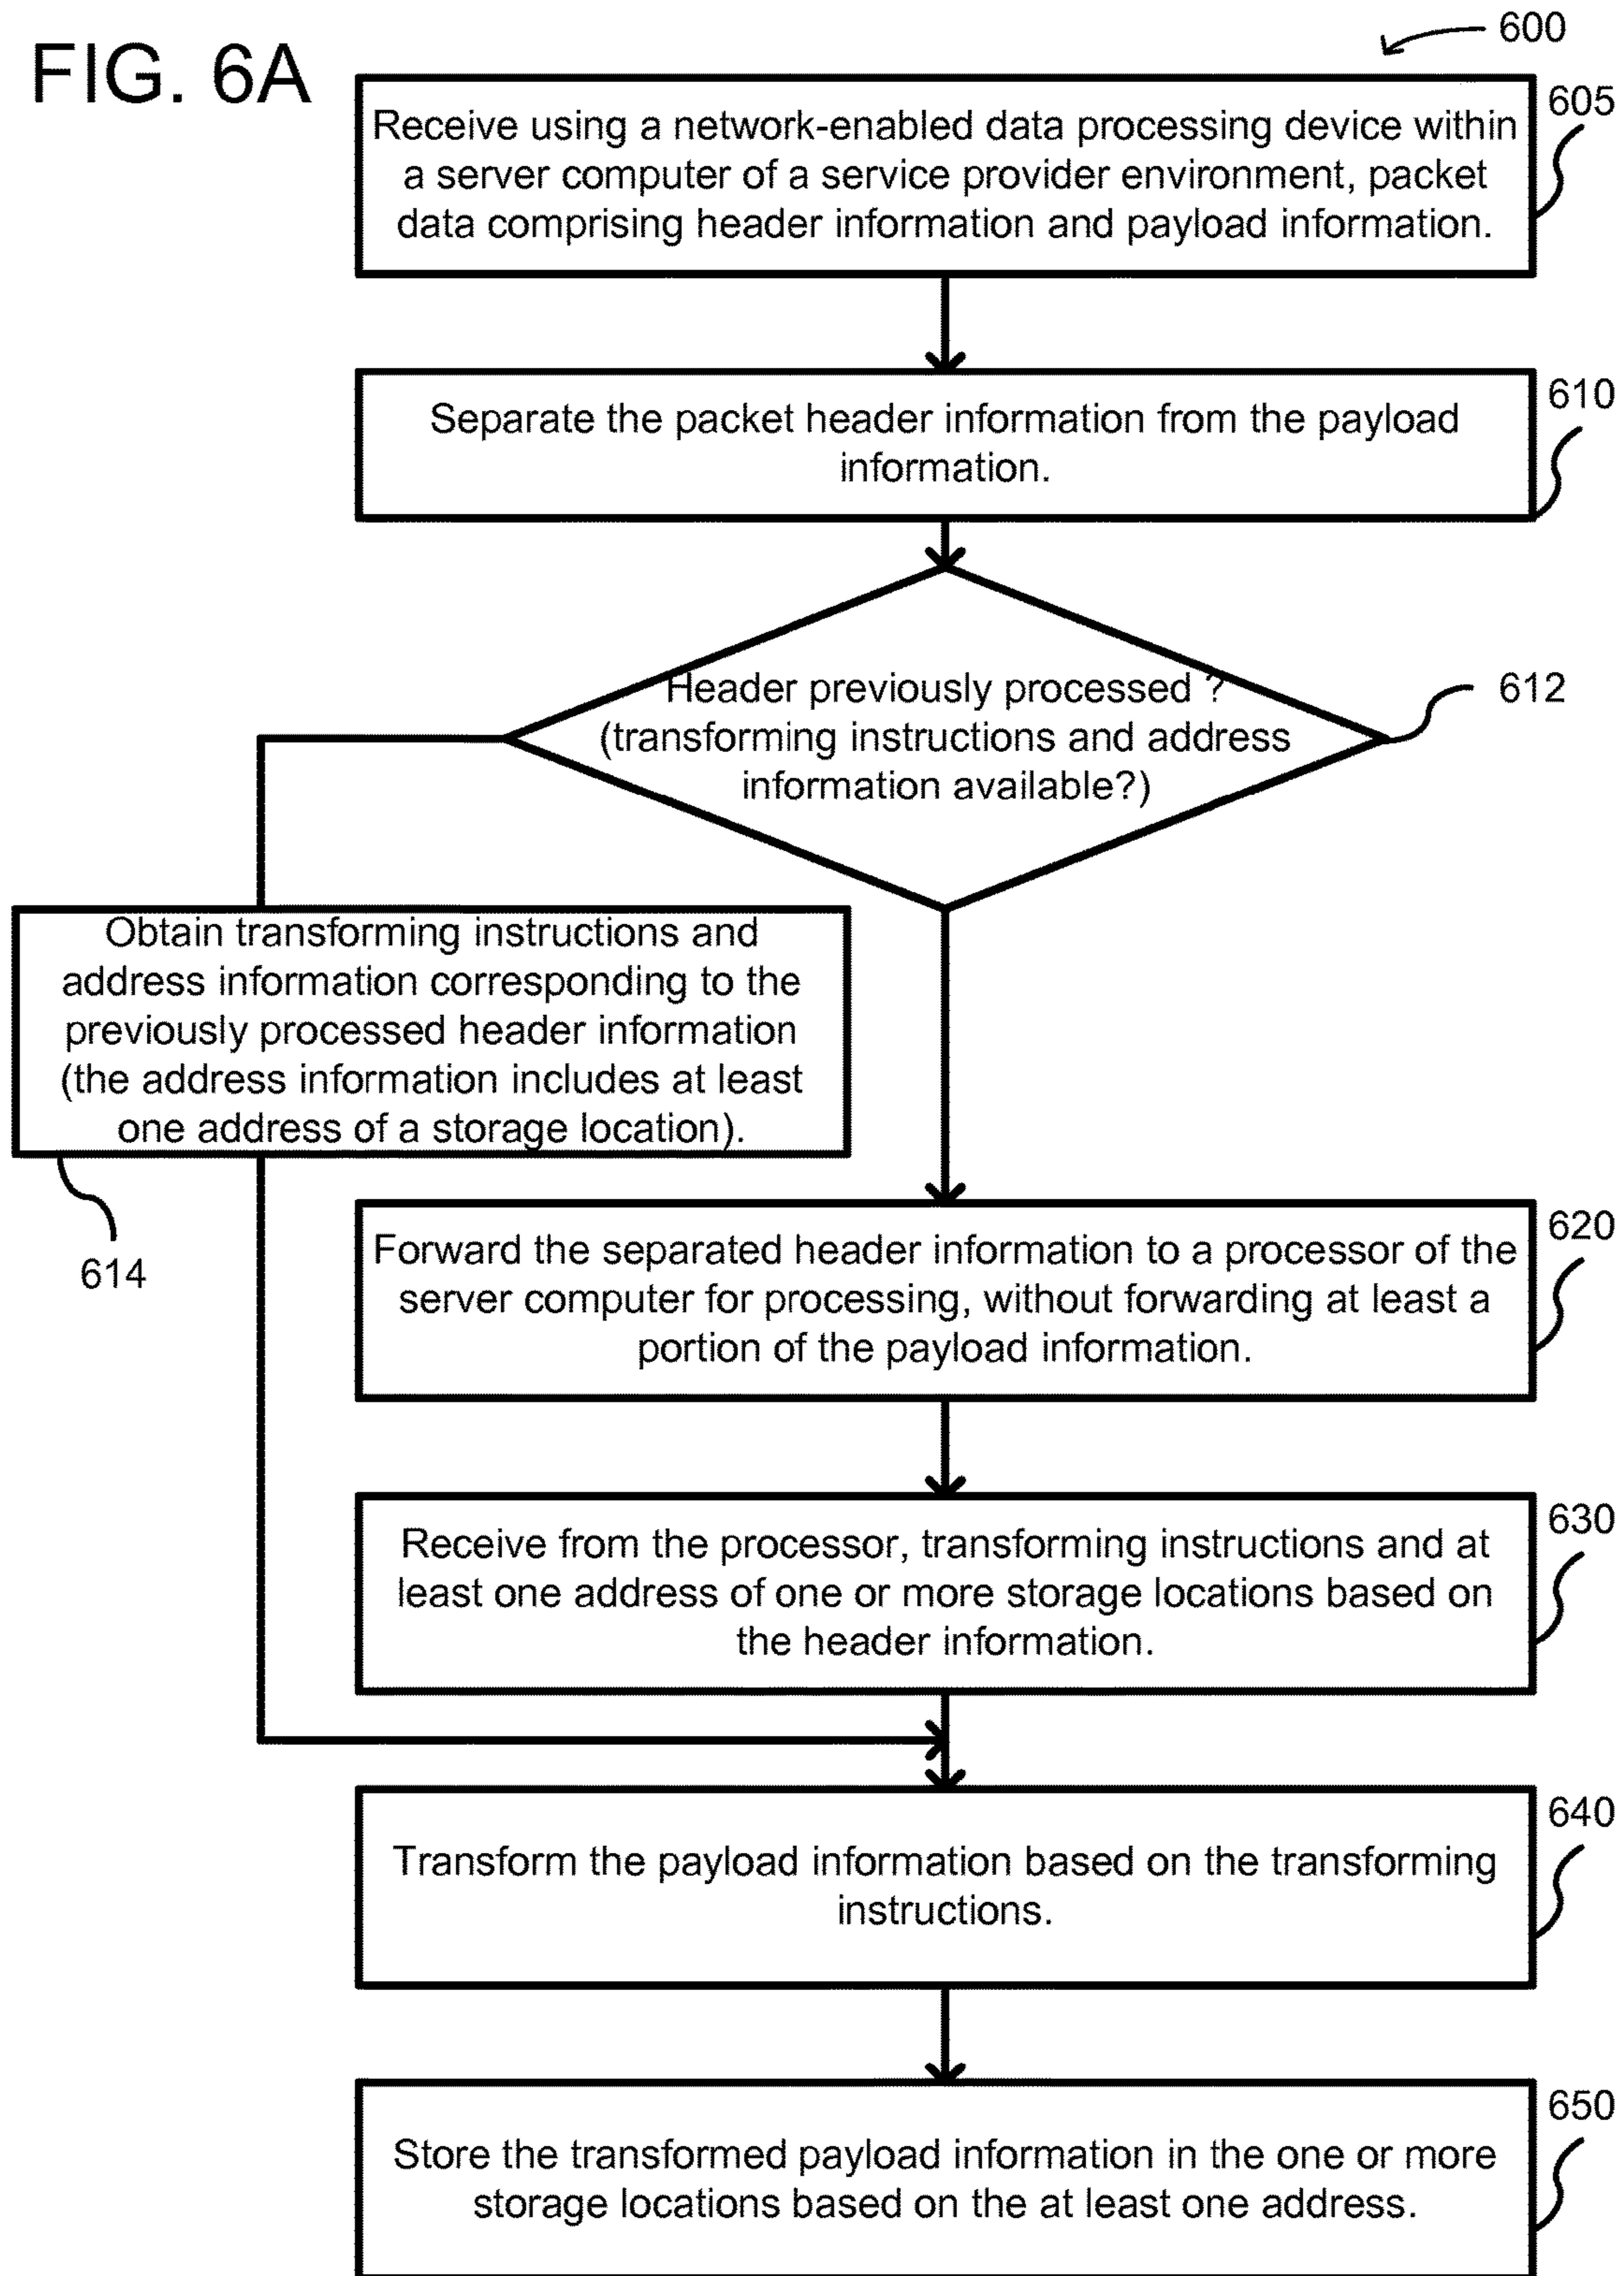 FIG. 6A
600
605
Receive using a network-enabled data processing device within
a server computer of a service provider environment, packet
data comprising header information and payload information.
610
Separate the packet header information from the payload
information.
612
Header previously processed ?
(transforming instructions and address
information available?)
Obtain transforming instructions and
address information corresponding to the
previously processed header information
(the address information includes at least
one address of a storage location).
614
620
Forward the separated header information to a processor of the
server computer for processing, without forwarding at least a
portion of the payload information.
630
Receive from the processor, transforming instructions and at
least one address of one or more storage locations based on
the header information.
640
Transform the payload information based on the transforming
instructions.
650
Store the transformed payload information in the one or more
storage locations based on the at least one address.